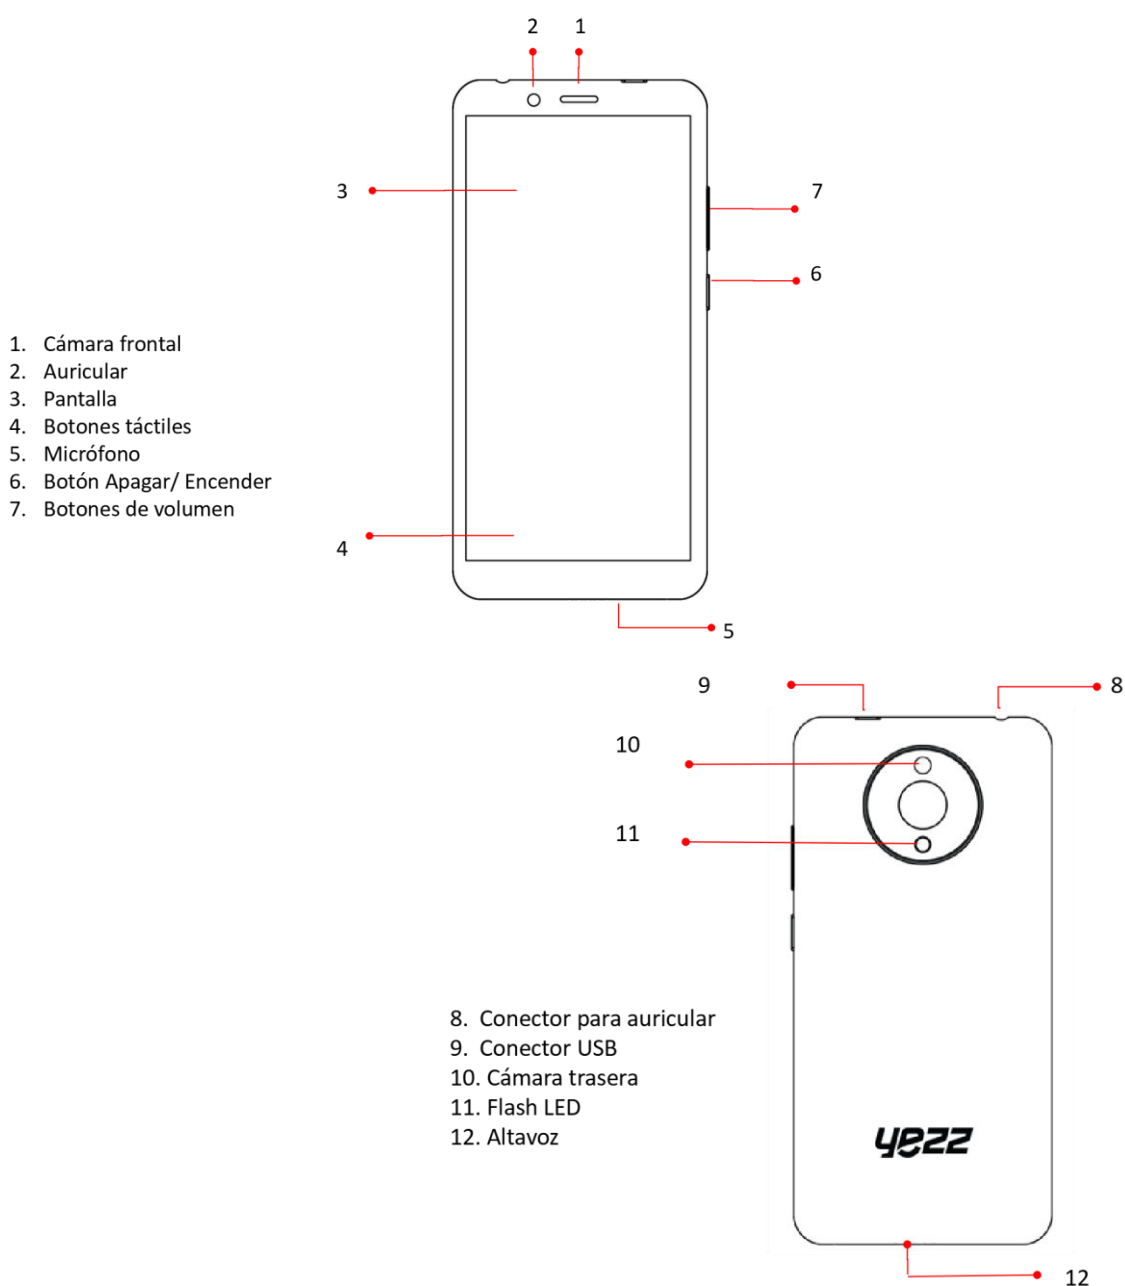 2 1
3
7
6
1. Cámara frontal
2. Auricular
3. Pantalla
4. Botones táctiles
5. Micrófono
6. Botón Apagar/ Encender
7. Botones de volumen
4
5
9
8
10
11
8. Conector para auricular
9. Conector USB
10. Cámara trasera
11. Flash LED
12. Altavoz
yezz
12